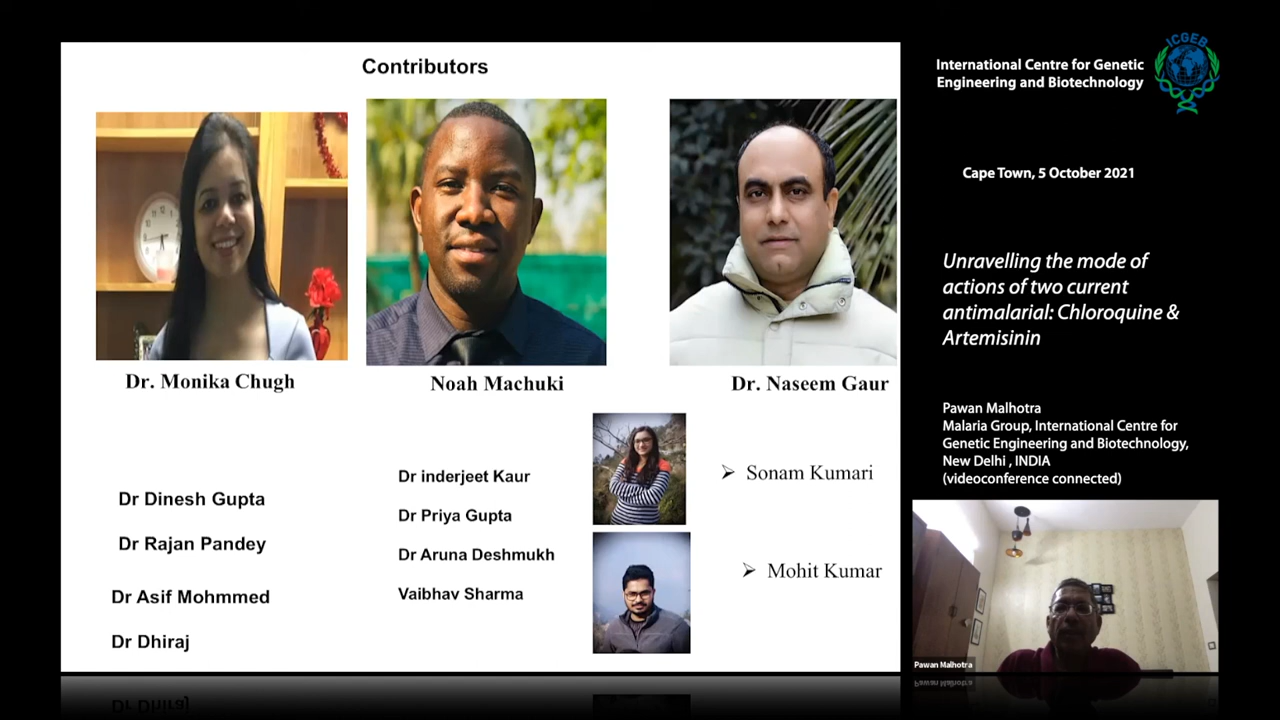 Contributors
Dr. Monika Chugh
Noah Machuki
Dr. Naseem Gaur
Dr Dinesh Gupta
Dr Rajan Pandey
Dr Asif Mohmmed
Dr Dhiraj
Dr inderjeet Kaur
Dr Priya Gupta
Dr Aruna Deshmukh
Vaibhav Sharma
➢ Sonam Kumari
➢ Mohit Kumar
International Centre for Genetic
Engineering and Biotechnology
ICGEB
Cape Town, 5 October 2021
Unravelling the mode of
actions of two current
antimalarial: Chloroquine &
Artemisinin
Pawan Malhotra
Malaria Group, International Centre for
Genetic Engineering and Biotechnology,
New Delhi , INDIA
(videoconference connected)
Pawan Malhotra